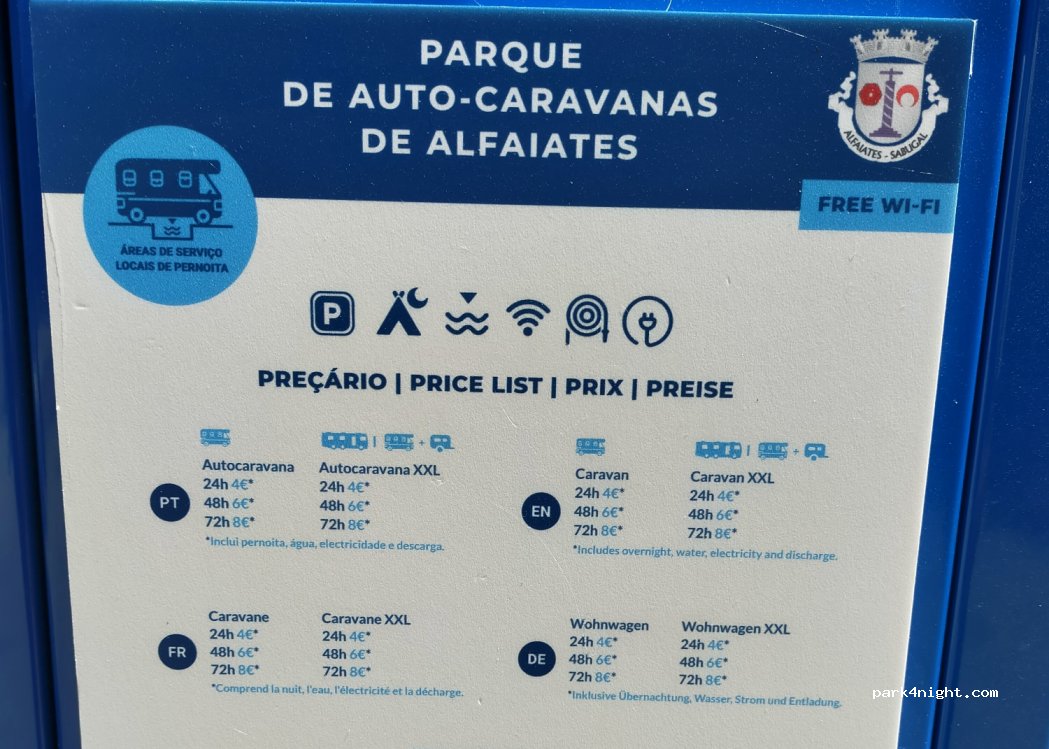 PARQUE
DE AUTO-CARAVANAS
DE ALFAIATES
ALFAIATES - SABUGAL
FREE WI-FI
ÁREAS DE SERVIÇO
LOCAIS DE PERNOITA
P
PREÇÁRIO | PRICE LIST | PRIX | PREISE
PT
Autocaravana
24h 4€*
48h 6€*
72h 8€*
Autocaravana XXL
24h 4€*
48h 6€*
72h 8€*
*Inclui pernoita, água, electricidade e descarga.
EN
Caravan
24h 4€*
48h 6€*
72h 8€*
Caravan XXL
24h 4€*
48h 6€*
72h 8€*
*Includes overnight, water, electricity and discharge.
FR
Caravane
24h 4€*
48h 6€*
72h 8€*
Caravane XXL
24h 4€*
48h 6€*
72h 8€*
*Comprend la nuit, l'eau, l'électricité et la décharge.
DE
Wohnwagen
24h 4€*
48h 6€*
72h 8€*
Wohnwagen XXL
24h 4€*
48h 6€*
72h 8€*
*Inklusive Übernachtung, Wasser, Strom und Entladung.
park4night.com